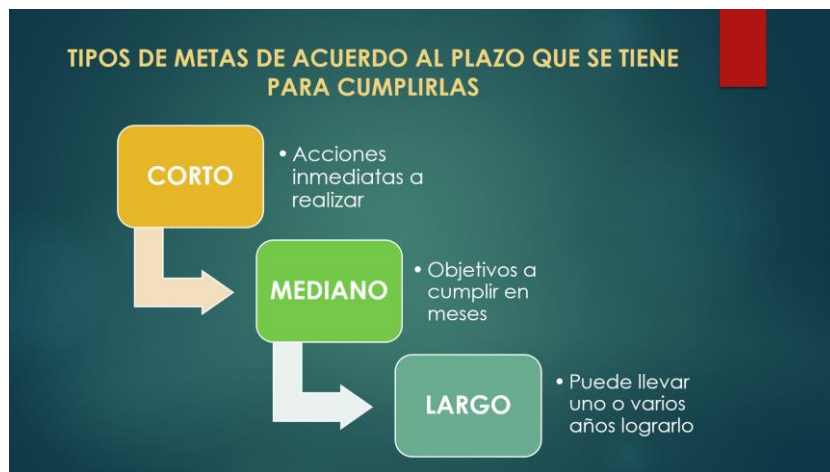 TIPOS DE METAS DE ACUERDO AL PLAZO QUE SE TIENE
PARA CUMPLIRLAS
CORTO
• Acciones
inmediatas a
realizar
MEDIANO
• Objetivos a
cumplir en
meses
LARGO
• Puede llevar
uno o varios
años lograrlo